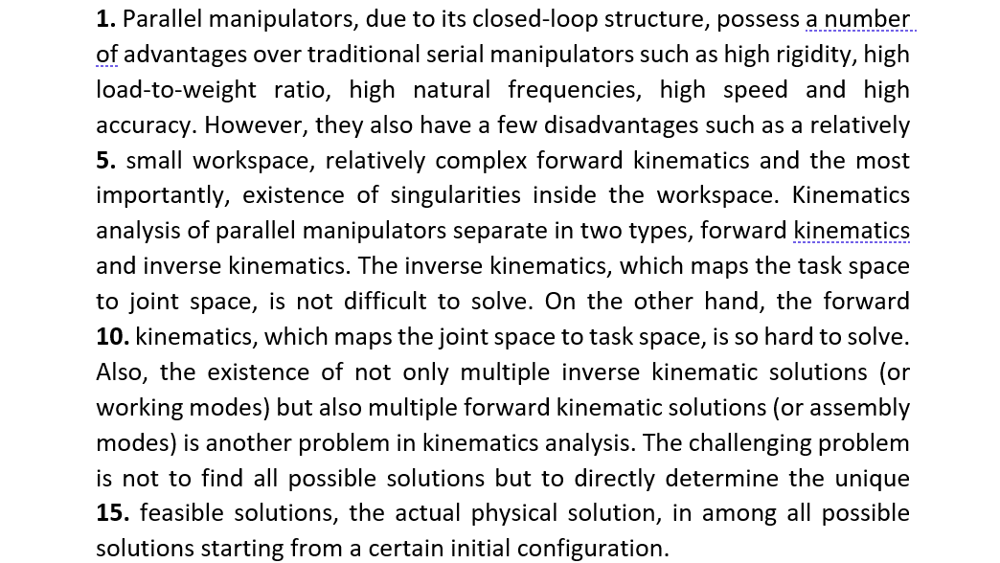 1. Parallel manipulators, due to its closed-loop structure, possess a number
of advantages over traditional serial manipulators such as high rigidity, high
load-to-weight ratio, high natural frequencies, high speed and high
accuracy. However, they also have a few disadvantages such as a relatively
5. small workspace, relatively complex forward kinematics and the most
importantly, existence of singularities inside the workspace. Kinematics
analysis of parallel manipulators separate in two types, forward kinematics
and inverse kinematics. The inverse kinematics, which maps the task space
to joint space, is not difficult to solve. On the other hand, the forward
10. kinematics, which maps the joint space to task space, is so hard to solve.
Also, the existence of not only multiple inverse kinematic solutions (or
working modes) but also multiple forward kinematic solutions (or assembly
modes) is another problem in kinematics analysis. The challenging problem
is not to find all possible solutions but to directly determine the unique
15. feasible solutions, the actual physical solution, in among all possible
solutions starting from a certain initial configuration.